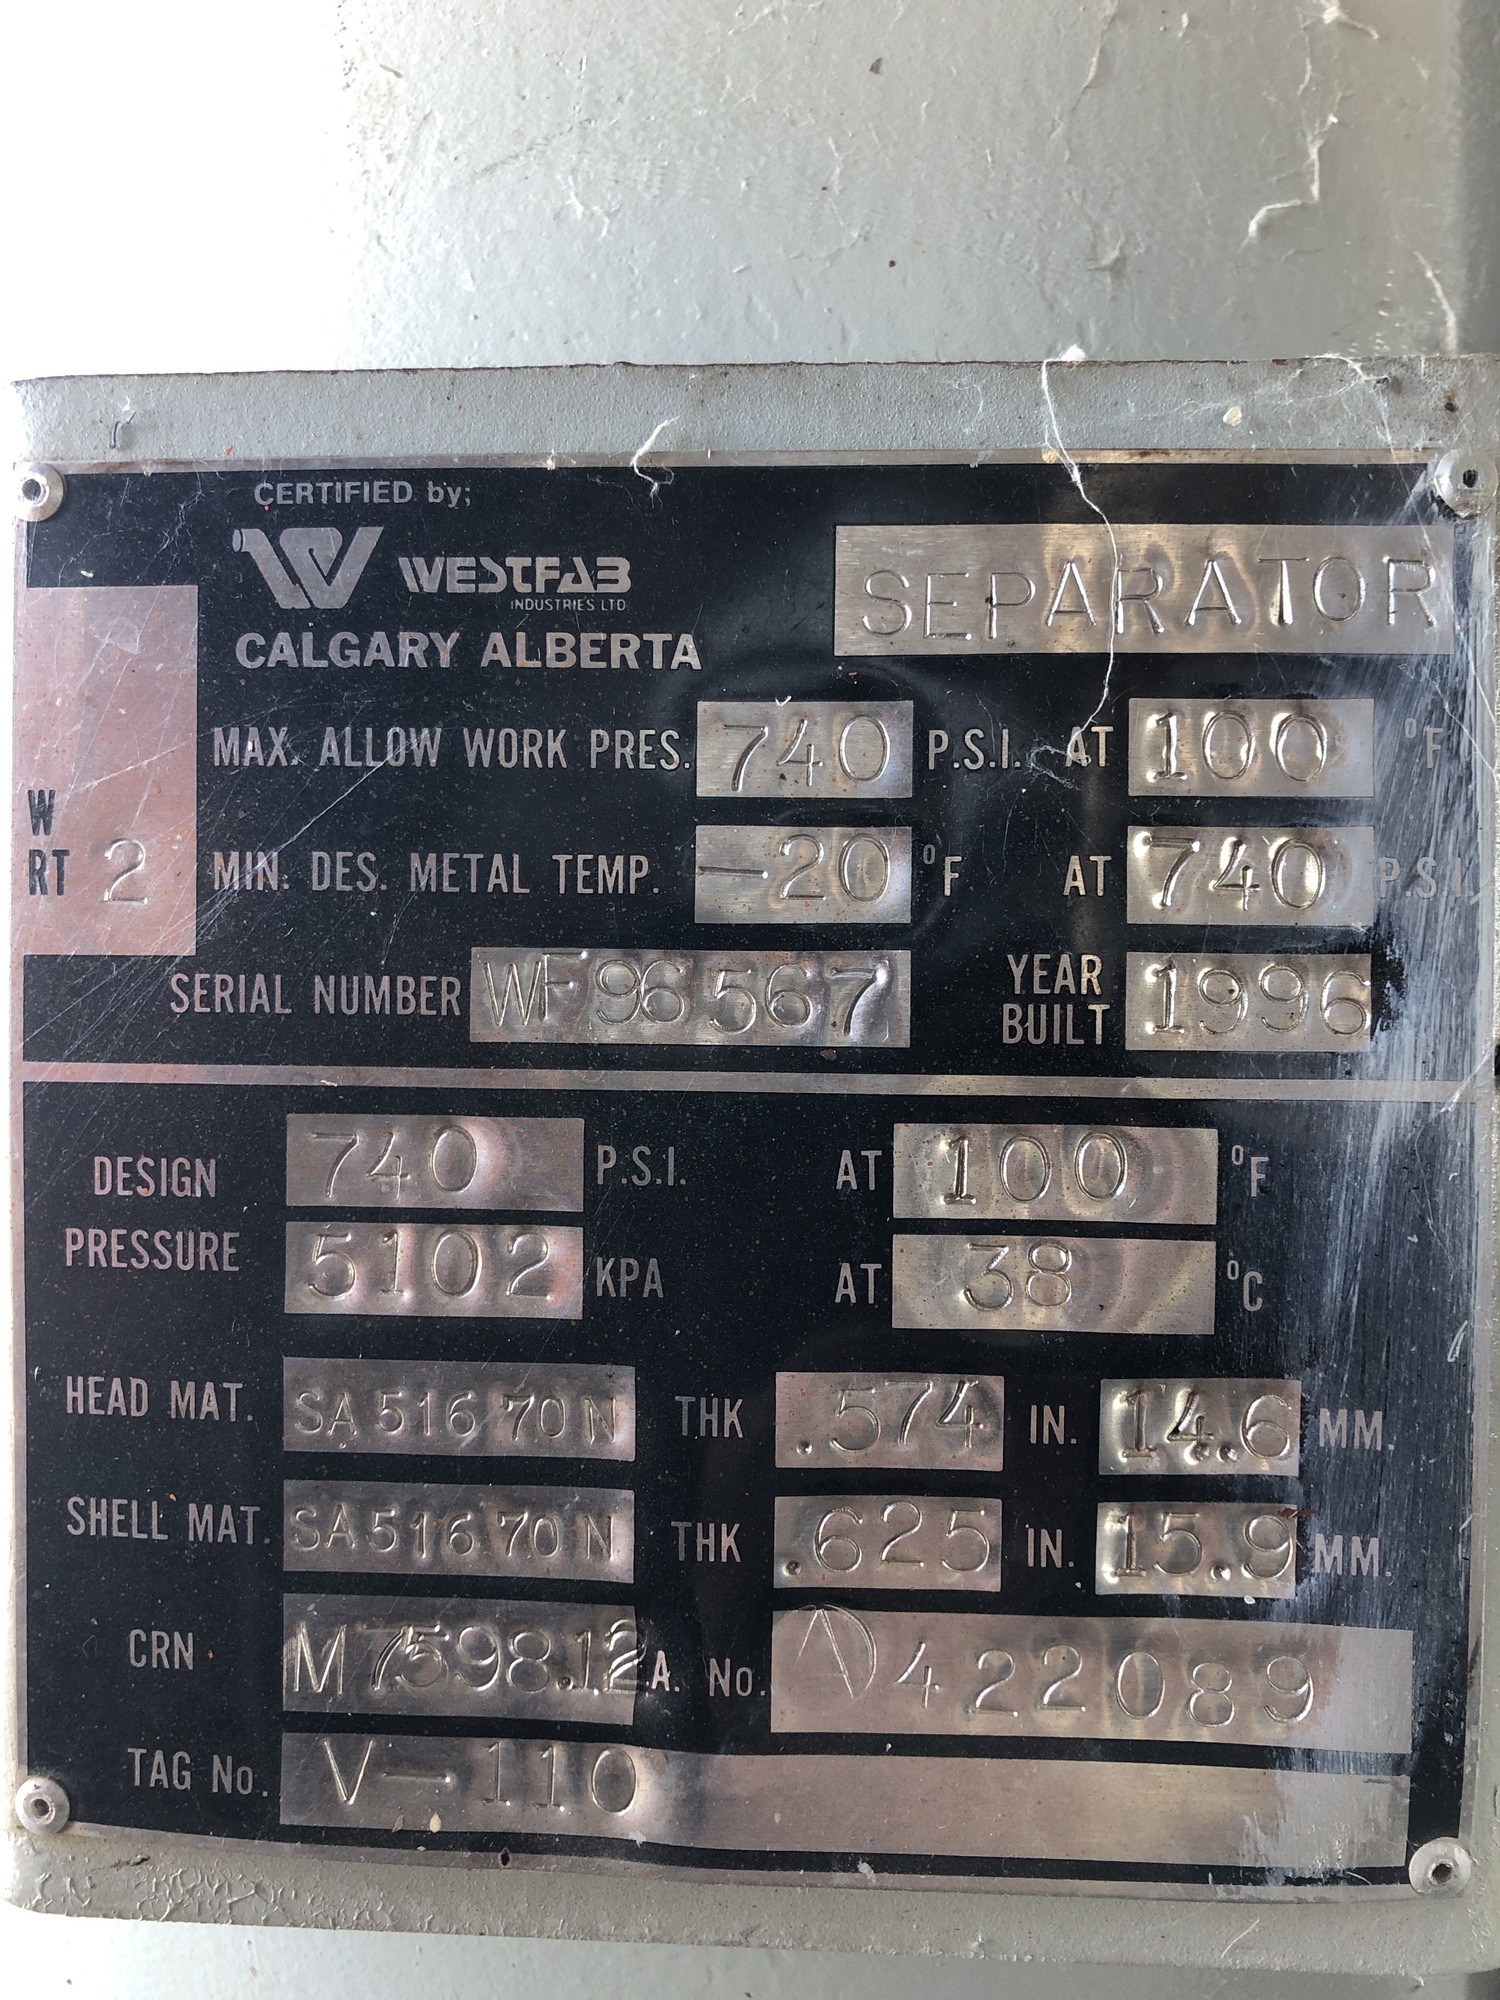 CERTIFIED by;
W WESTFAB
INDUSTRIES LTD.
CALGARY ALBERTA
SEPARATOR
W
RT 2
MAX. ALLOW WORK PRES. 740 P.S.I. AT 100 °F
MIN. DES. METAL TEMP. -20 °F AT 740 P.S.I.
SERIAL NUMBER WF96567 YEAR BUILT 1996
DESIGN PRESSURE
740 P.S.I. AT 100 °F
5102 KPA AT 38 °C
HEAD MAT. SA516 70N THK .574 IN. 14.6 MM.
SHELL MAT. SA516.70N THK .625 IN. 15.9 MM.
CRN M7598.12 A. No. A 422089
TAG No. V-110